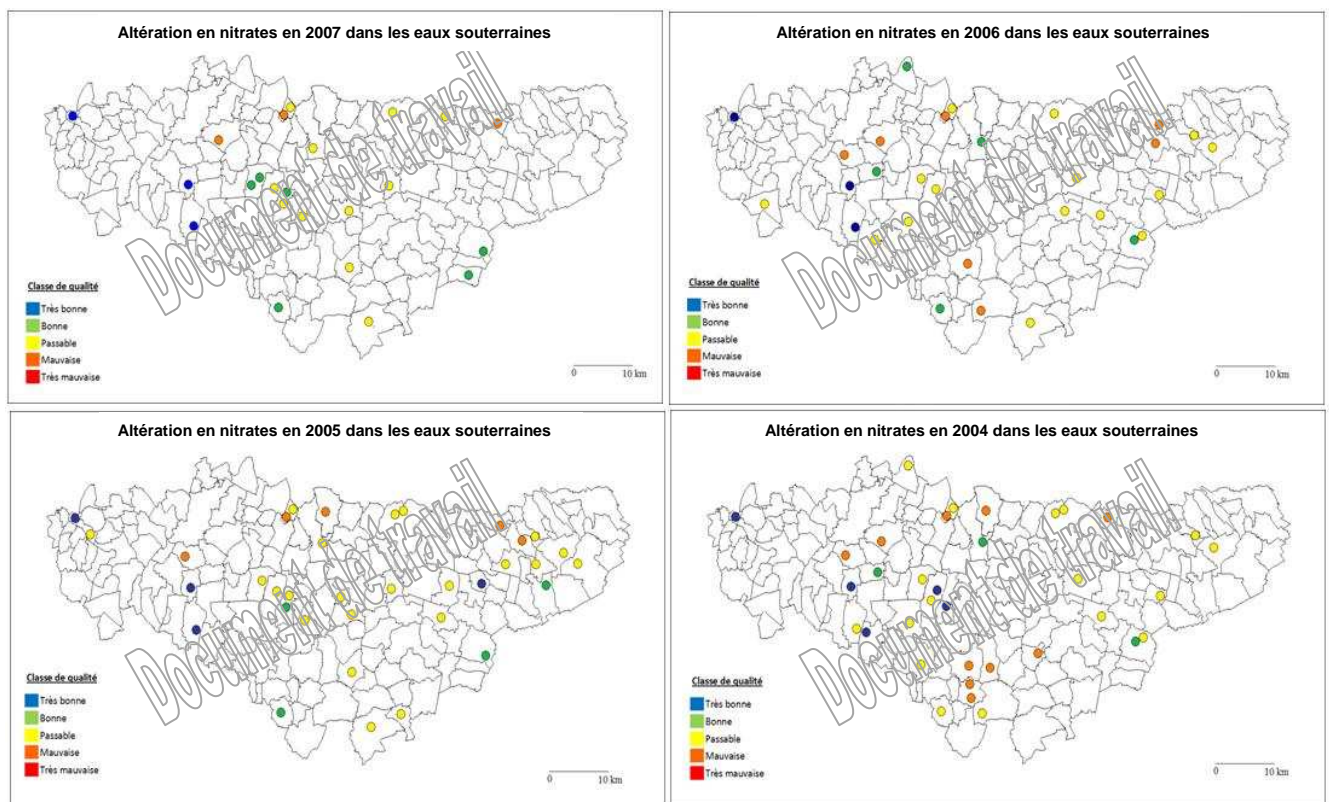 Altération en nitrates en 2007 dans les eaux souterraines
Document de travail
Classe de qualité
Très bonne
Bonne
Passable
Mauvaise
Très mauvaise
0 10 km
Altération en nitrates en 2006 dans les eaux souterraines
Document de travail
Classe de qualité
Très bonne
Bonne
Passable
Mauvaise
Très mauvaise
0 10 km
Altération en nitrates en 2005 dans les eaux souterraines
Document de travail
Classe de qualité
Très bonne
Bonne
Passable
Mauvaise
Très mauvaise
0 10 km
Altération en nitrates en 2004 dans les eaux souterraines
Document de travail
Classe de qualité
Très bonne
Bonne
Passable
Mauvaise
Très mauvaise
0 10 km